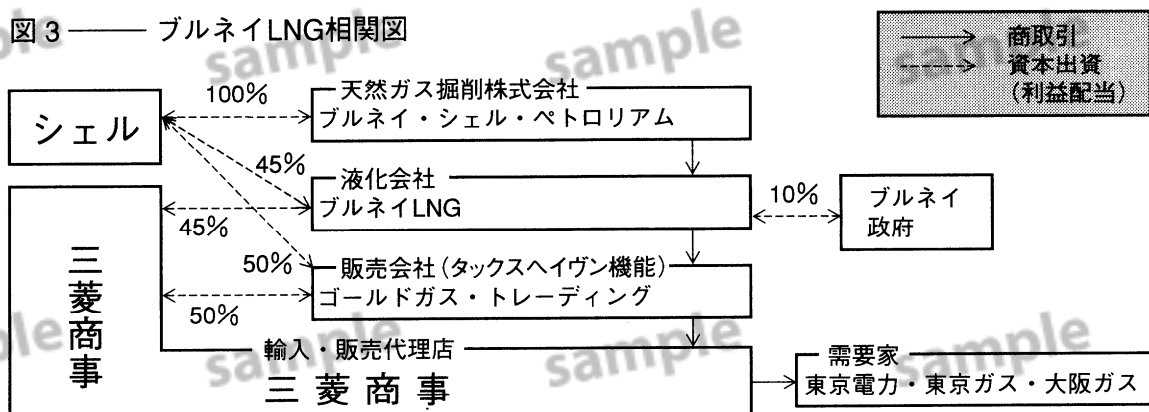 図3 —— ブルネイLNG相関図
商取引
資本出資
(利益配当)
シェル
100%
天然ガス掘削株式会社
ブルネイ・シェル・ペトロリアム
45%
液化会社
ブルネイLNG
45%
10%
ブルネイ
政府
50%
販売会社(タックスヘイヴン機能)
ゴールドガス・トレーディング
50%
三菱商事
輸入・販売代理店
三菱商事
需要家
東京電力・東京ガス・大阪ガス
sample
sample
sample
sample
sample
sample
sample
sample